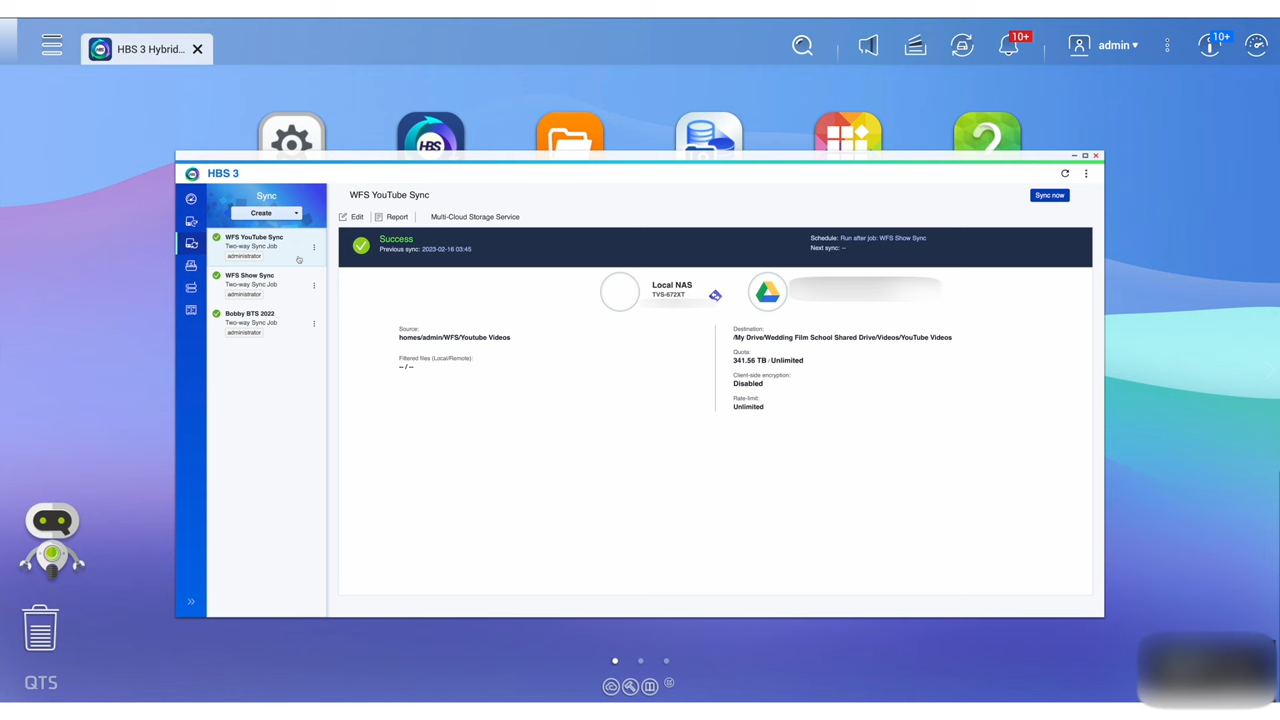 HBS 3 Hybrid...
10+
admin
10+
HBS
HBS 3
Sync
Create
WFS YouTube Sync
Two-way Sync Job
administrator
WFS Show Sync
Two-way Sync Job
administrator
Bobby BTS 2022
Two-way Sync Job
administrator
WFS YouTube Sync
Sync now
Edit
Report
Multi-Cloud Storage Service
Success
Previous sync: 2023-02-16 03:45
Schedule: Run after job: WFS Show Sync
Next sync: --
Local NAS
TVS-672XT
Source:
homes/admin/WFS/Youtube Videos
Filtered files (Local/Remote):
-- / --
Destination:
/My Drive/Wedding Film School Shared Drive/Videos/YouTube Videos
Quota:
341.56 TB / Unlimited
Client-side encryption:
Disabled
Rate-limit:
Unlimited
QTS